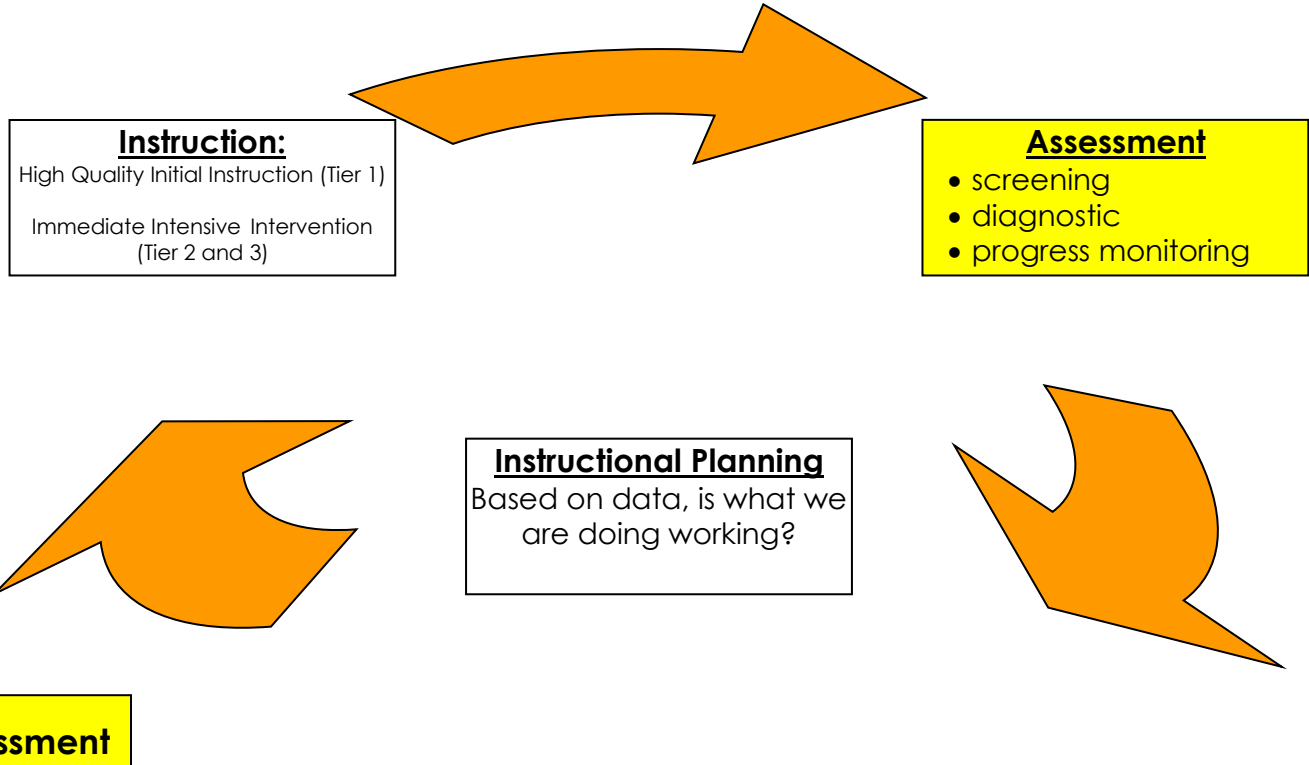 Instruction:
High Quality Initial Instruction (Tier 1)
Immediate Intensive Intervention
(Tier 2 and 3)
Assessment
• screening
• diagnostic
• progress monitoring
Instructional Planning
Based on data, is what we
are doing working?
ssment